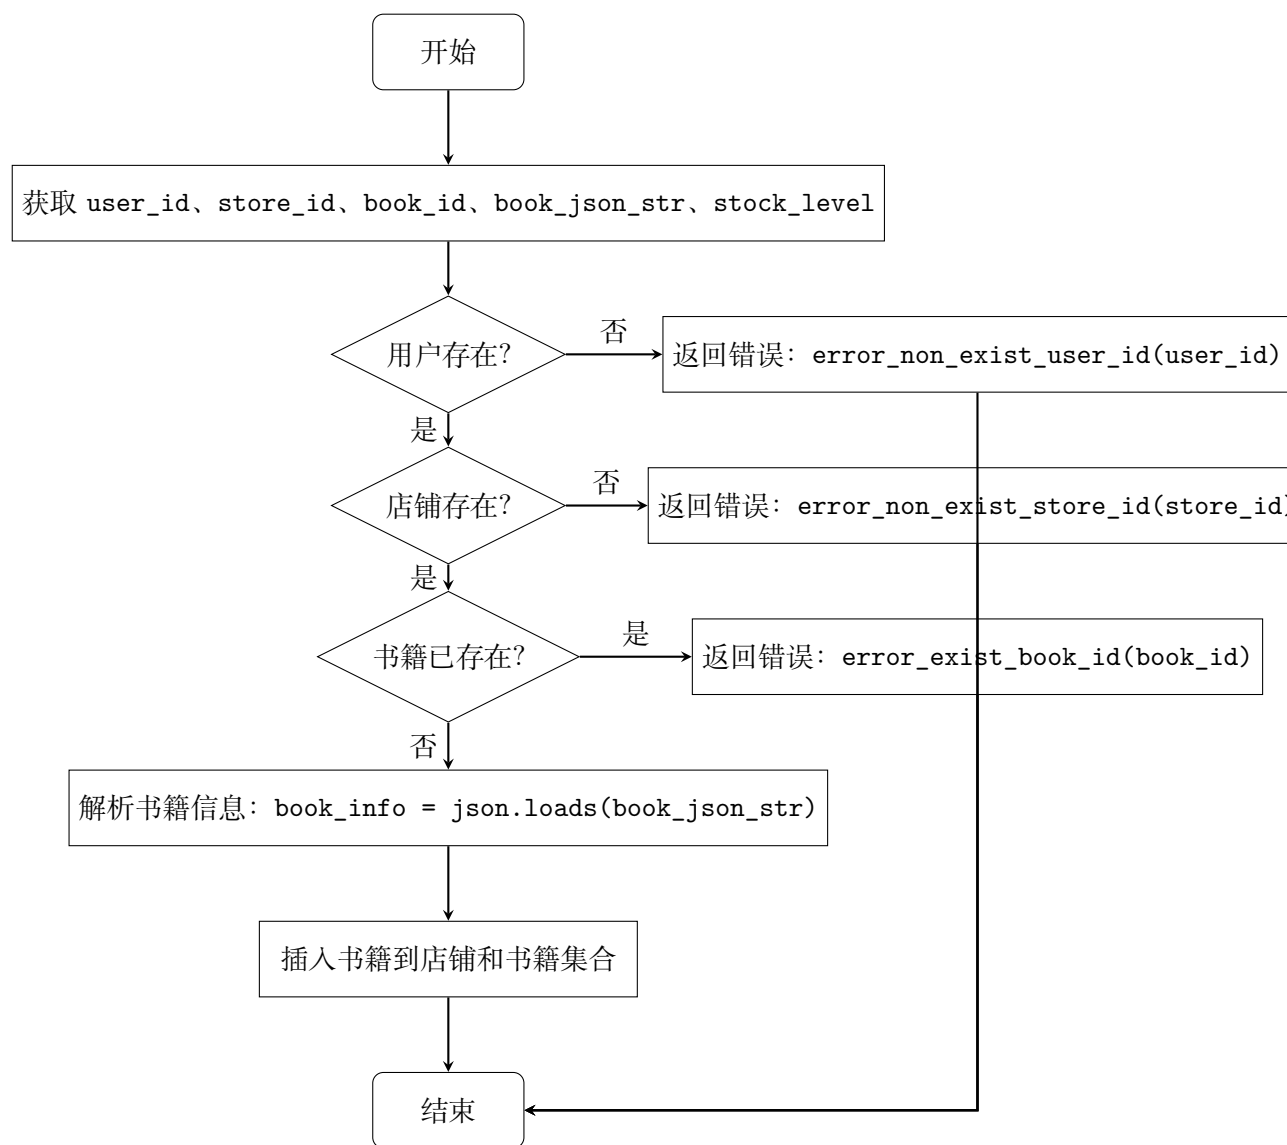 开始
获取 user_id、store_id、book_id、book_json_str、stock_level
用户存在?
否
返回错误: error_non_exist_user_id(user_id)
是
店铺存在?
否
返回错误: error_non_exist_store_id(store_id)
是
书籍已存在?
是
返回错误: error_exist_book_id(book_id)
否
解析书籍信息: book_info = json.loads(book_json_str)
插入书籍到店铺和书籍集合
结束